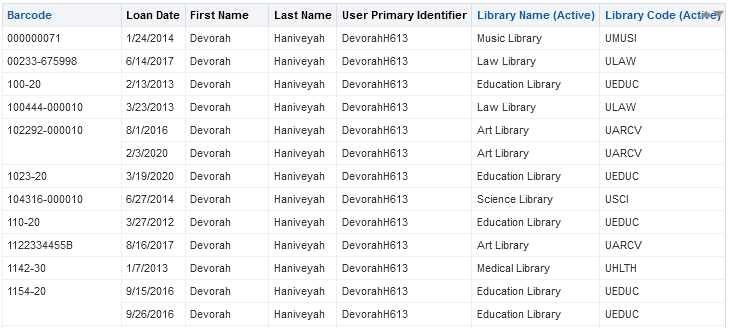 Barcode Loan Date First Name Last Name User Primary Identifier Library Name (Active) Library Code (Active)
000000071 1/24/2014 Devorah Haniveyah DevorahH613 Music Library UMUSI
00233-675998 6/14/2017 Devorah Haniveyah DevorahH613 Law Library ULAW
100-20 2/13/2013 Devorah Haniveyah DevorahH613 Education Library UEDUC
100444-000010 3/23/2013 Devorah Haniveyah DevorahH613 Law Library ULAW
102292-000010 8/1/2016 Devorah Haniveyah DevorahH613 Art Library UARCV
2/3/2020 Devorah Haniveyah DevorahH613 Art Library UARCV
1023-20 3/19/2020 Devorah Haniveyah DevorahH613 Education Library UEDUC
104316-000010 6/27/2014 Devorah Haniveyah DevorahH613 Science Library USCI
110-20 3/27/2012 Devorah Haniveyah DevorahH613 Education Library UEDUC
1122334455B 8/16/2017 Devorah Haniveyah DevorahH613 Art Library UARCV
1142-30 1/7/2013 Devorah Haniveyah DevorahH613 Medical Library UHLTH
1154-20 9/15/2016 Devorah Haniveyah DevorahH613 Education Library UEDUC
9/26/2016 Devorah Haniveyah DevorahH613 Education Library UEDUC